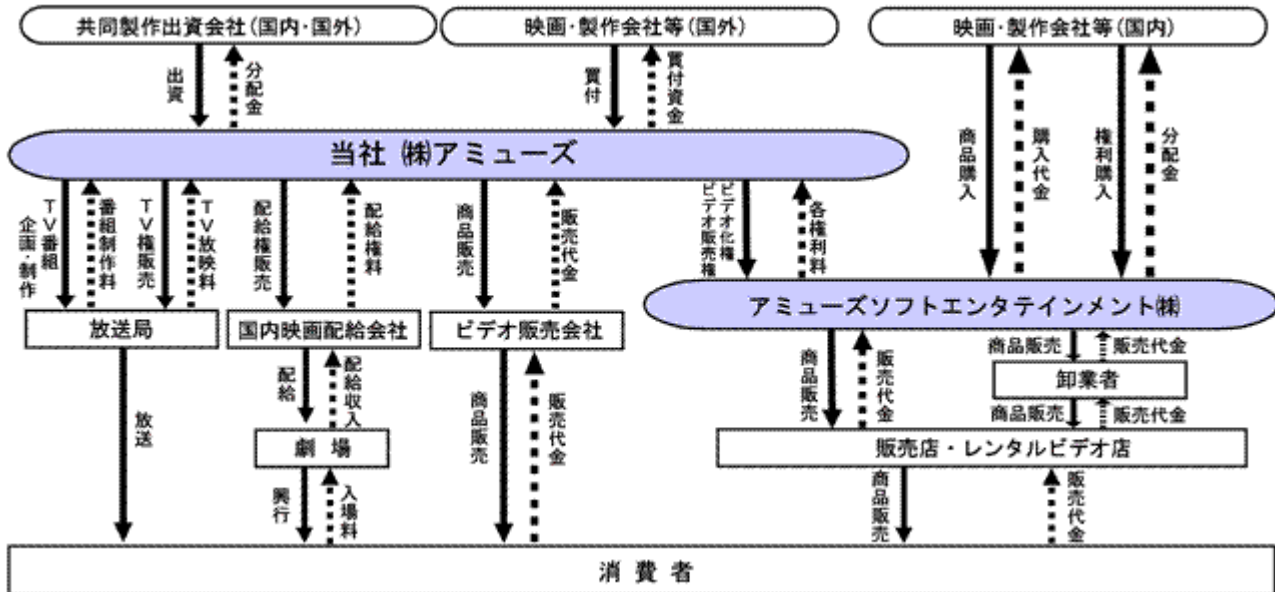 共同製作出資会社(国内・国外)
映画・製作会社等(国外)
映画・製作会社等(国内)
出資
分配金
買付
買付資金
商品購入
購入代金
権利購入
分配金
当社 ㈱アミューズ
TV番組
企画・制作
番組制作料
TV権販売
TV放映料
配給権販売
配給権料
商品販売
販売代金
ビデオ化権
ビデオ販売権
各権利料
アミューズソフトエンタテインメント㈱
放送局
国内映画配給会社
ビデオ販売会社
商品販売
販売代金
卸業者
商品販売
販売代金
商品販売
販売代金
配給
配給収入
放送
商品販売
販売代金
劇場
販売店・レンタルビデオ店
興行
入場料
商品販売
販売代金
消費者